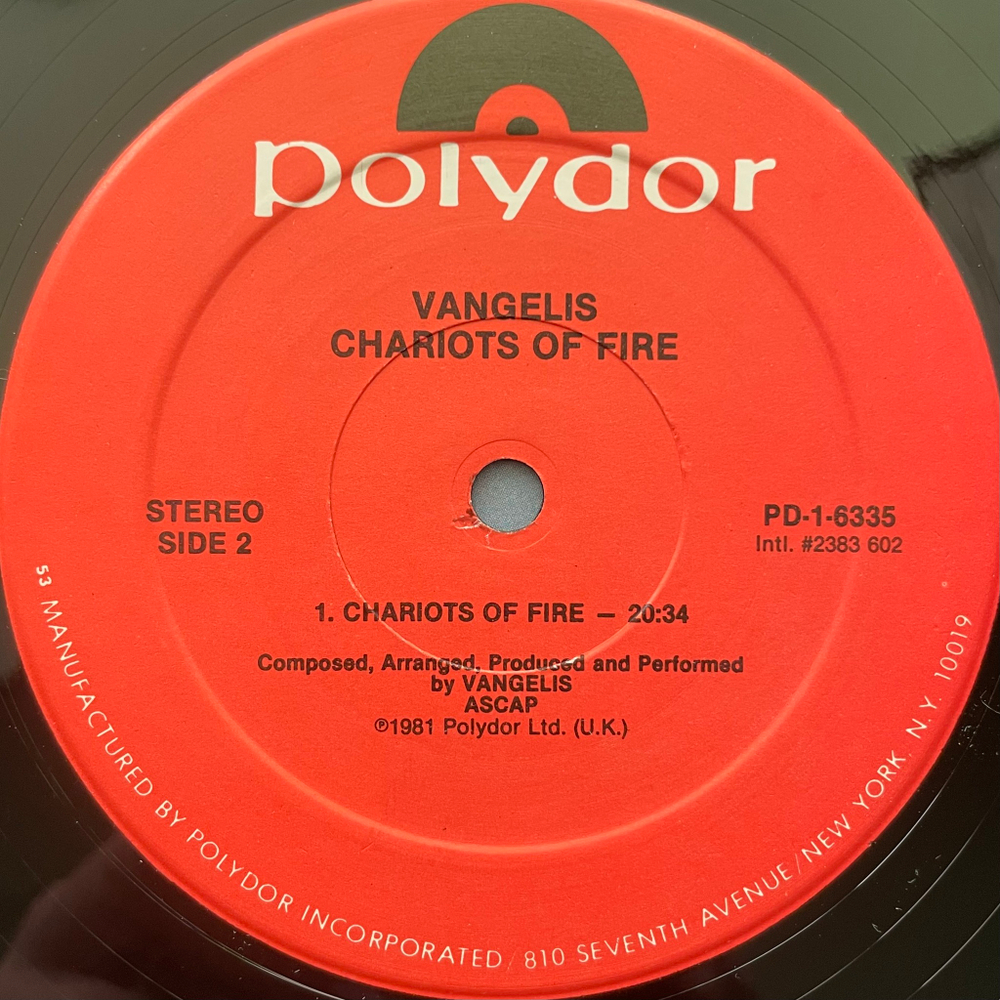 polydor
VANGELIS
CHARIOTS OF FIRE
STEREO
SIDE 2
PD-1-6335
Intl. #2383 602
1. CHARIOTS OF FIRE — 20:34
Composed, Arranged, Produced and Performed
by VANGELIS
ASCAP
℗1981 Polydor Ltd. (U.K.)
53 MANUFACTURED BY POLYDOR INCORPORATED / 810 SEVENTH AVENUE / NEW YORK, N.Y. 10019